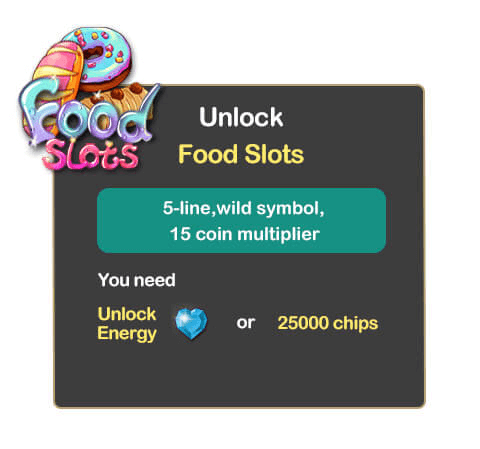 Food
Slots
Unlock
Food Slots
5-line,wild symbol,
15 coin multiplier
You need
Unlock
Energy
or
25000 chips